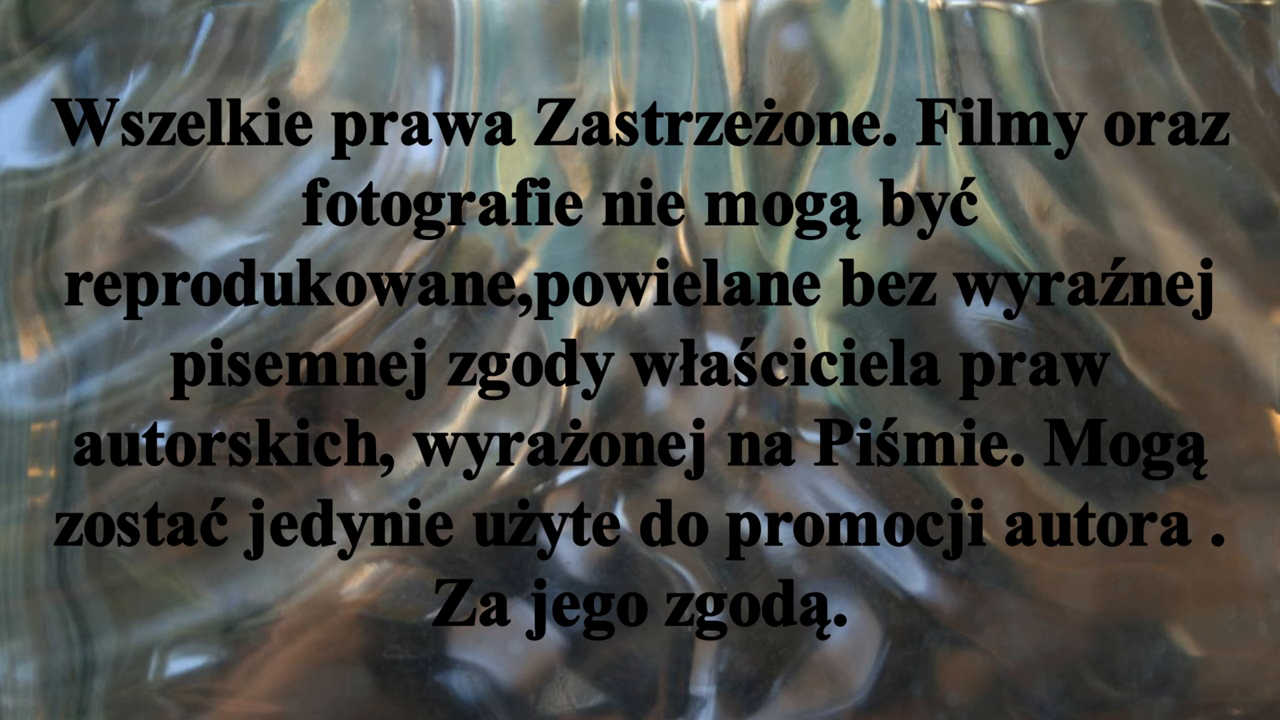 Wszelkie prawa Zastrzeżone. Filmy oraz
fotografie nie mogą być
reprodukowane,powielane bez wyraźnej
pisemnej zgody właściciela praw
autorskich, wyrażonej na Piśmie. Mogą
zostać jedynie użyte do promocji autora .
Za jego zgodą.